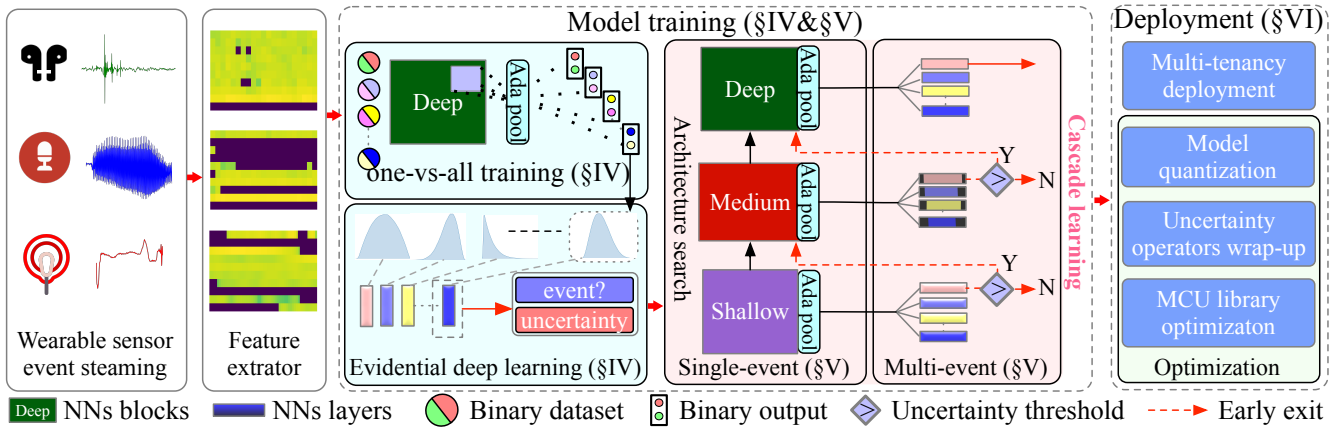 Wearable sensor
event steaming
Feature
extrator
Model training (§IV&§V)
Deep
Ada pool
one-vs-all training (§IV)
event?
uncertainty
Evidential deep learning (§IV)
Architecture search
Deep
Ada pool
Medium
Ada pool
Shallow
Ada pool
Single-event (§V)
Y
>
N
Y
>
N
Multi-event (§V)
Cascade learning
Deployment (§VI)
Multi-tenancy
deployment
Model
quantization
Uncertainty
operators wrap-up
MCU library
optimizaton
Optimization
Deep NNs blocks
NNs layers
Binary dataset
Binary output
> Uncertainty threshold
Early exit